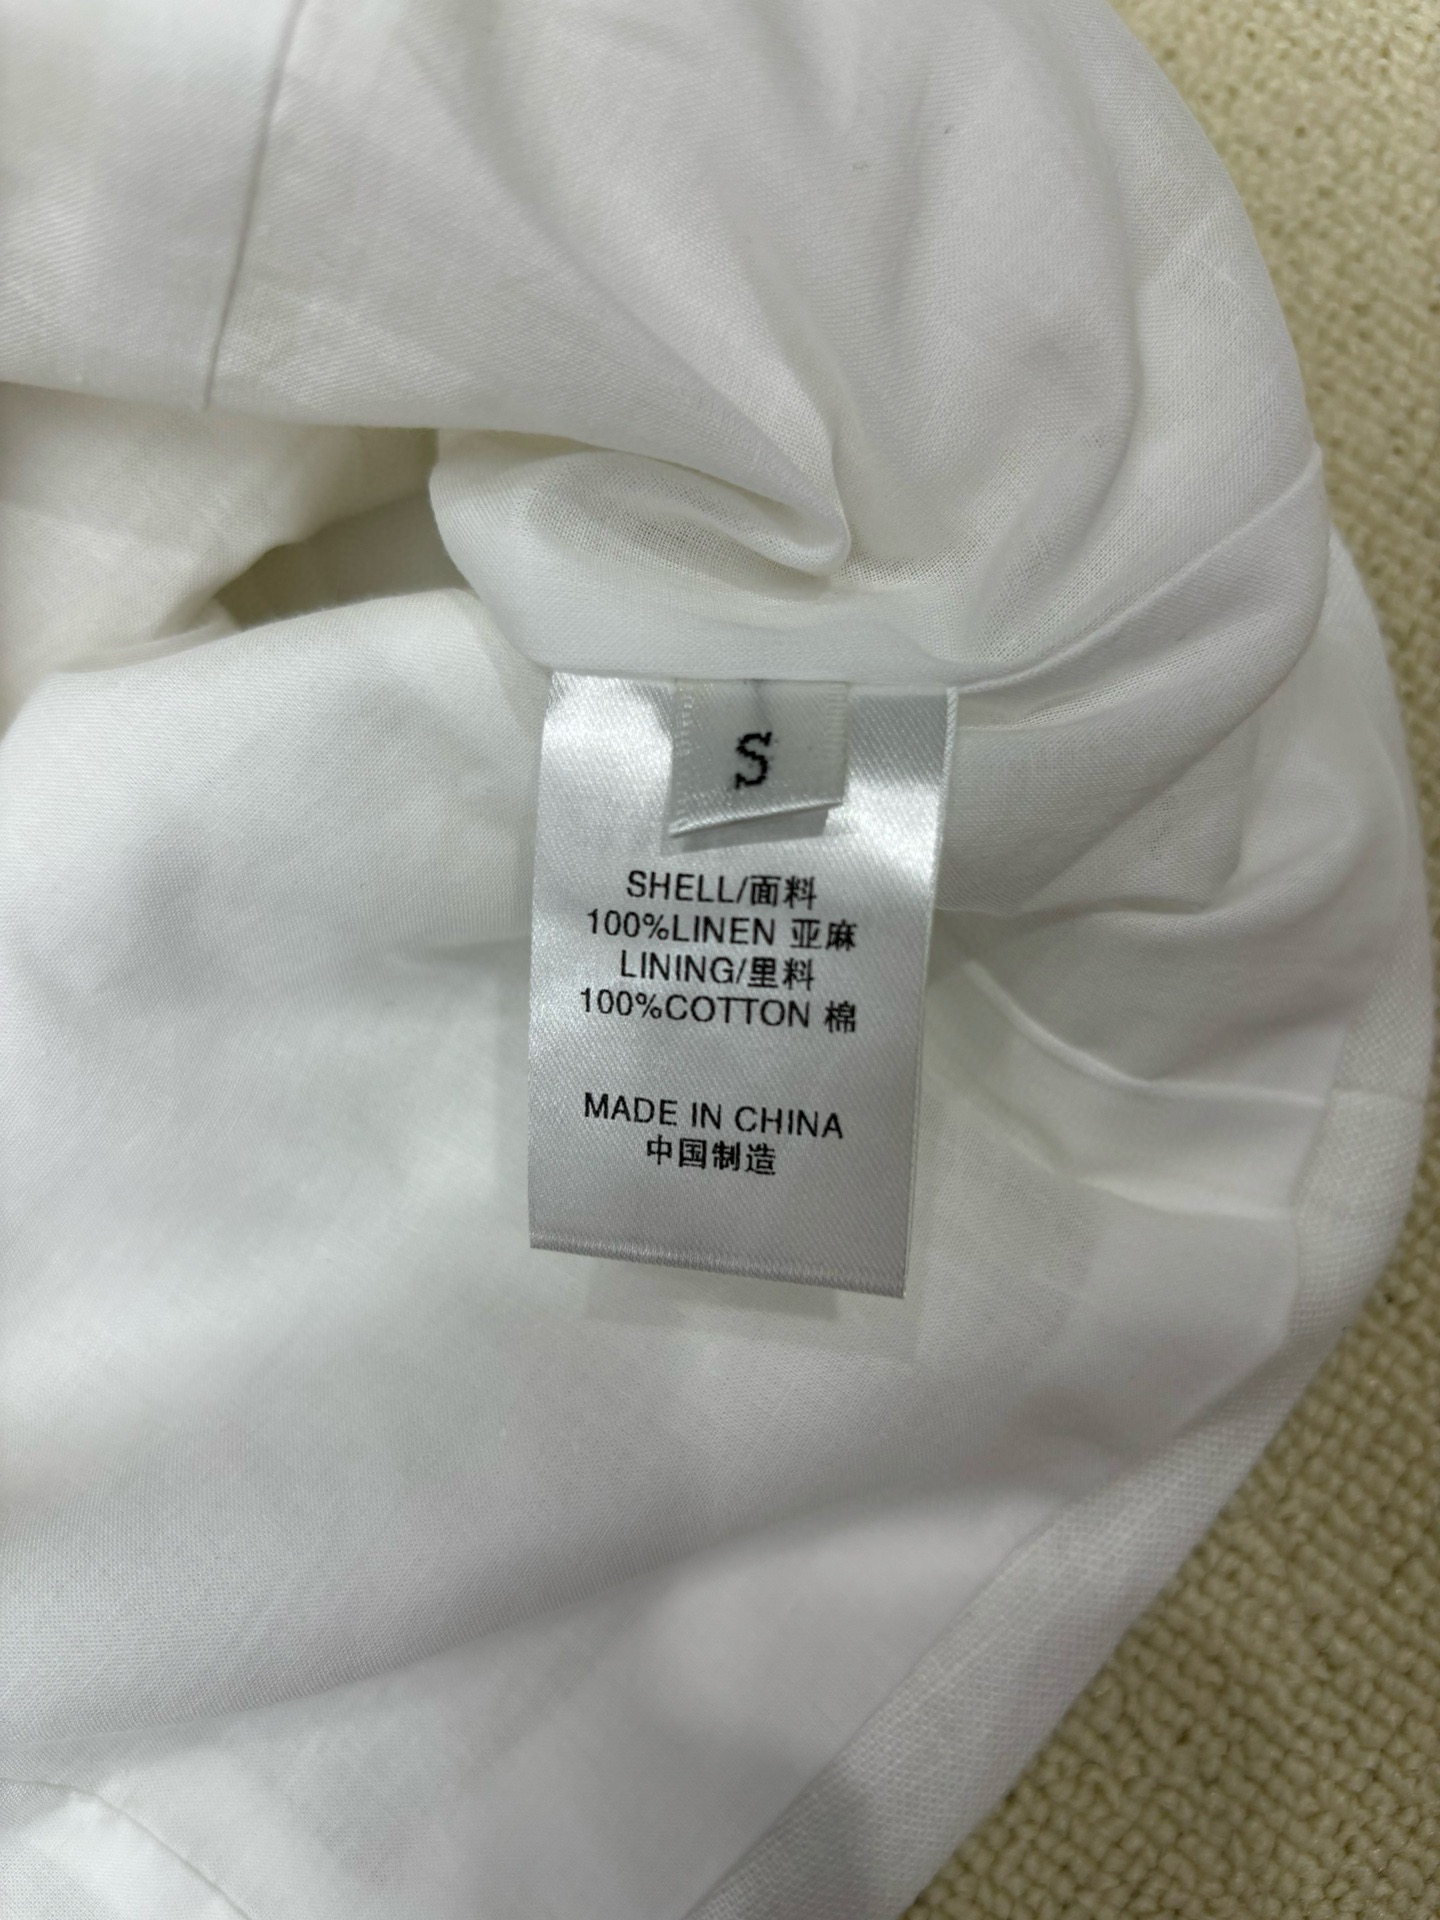 S
SHELL/面料
100%LINEN 亚麻
LINING/里料
100%COTTON 棉
MADE IN CHINA
中国制造